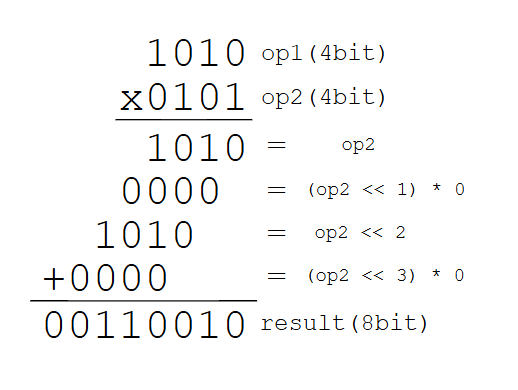 1010 op1(4bit)
x0101 op2(4bit)
1010 = op2
0000 = (op2 << 1) * 0
1010 = op2 << 2
+0000 = (op2 << 3) * 0
00110010 result(8bit)